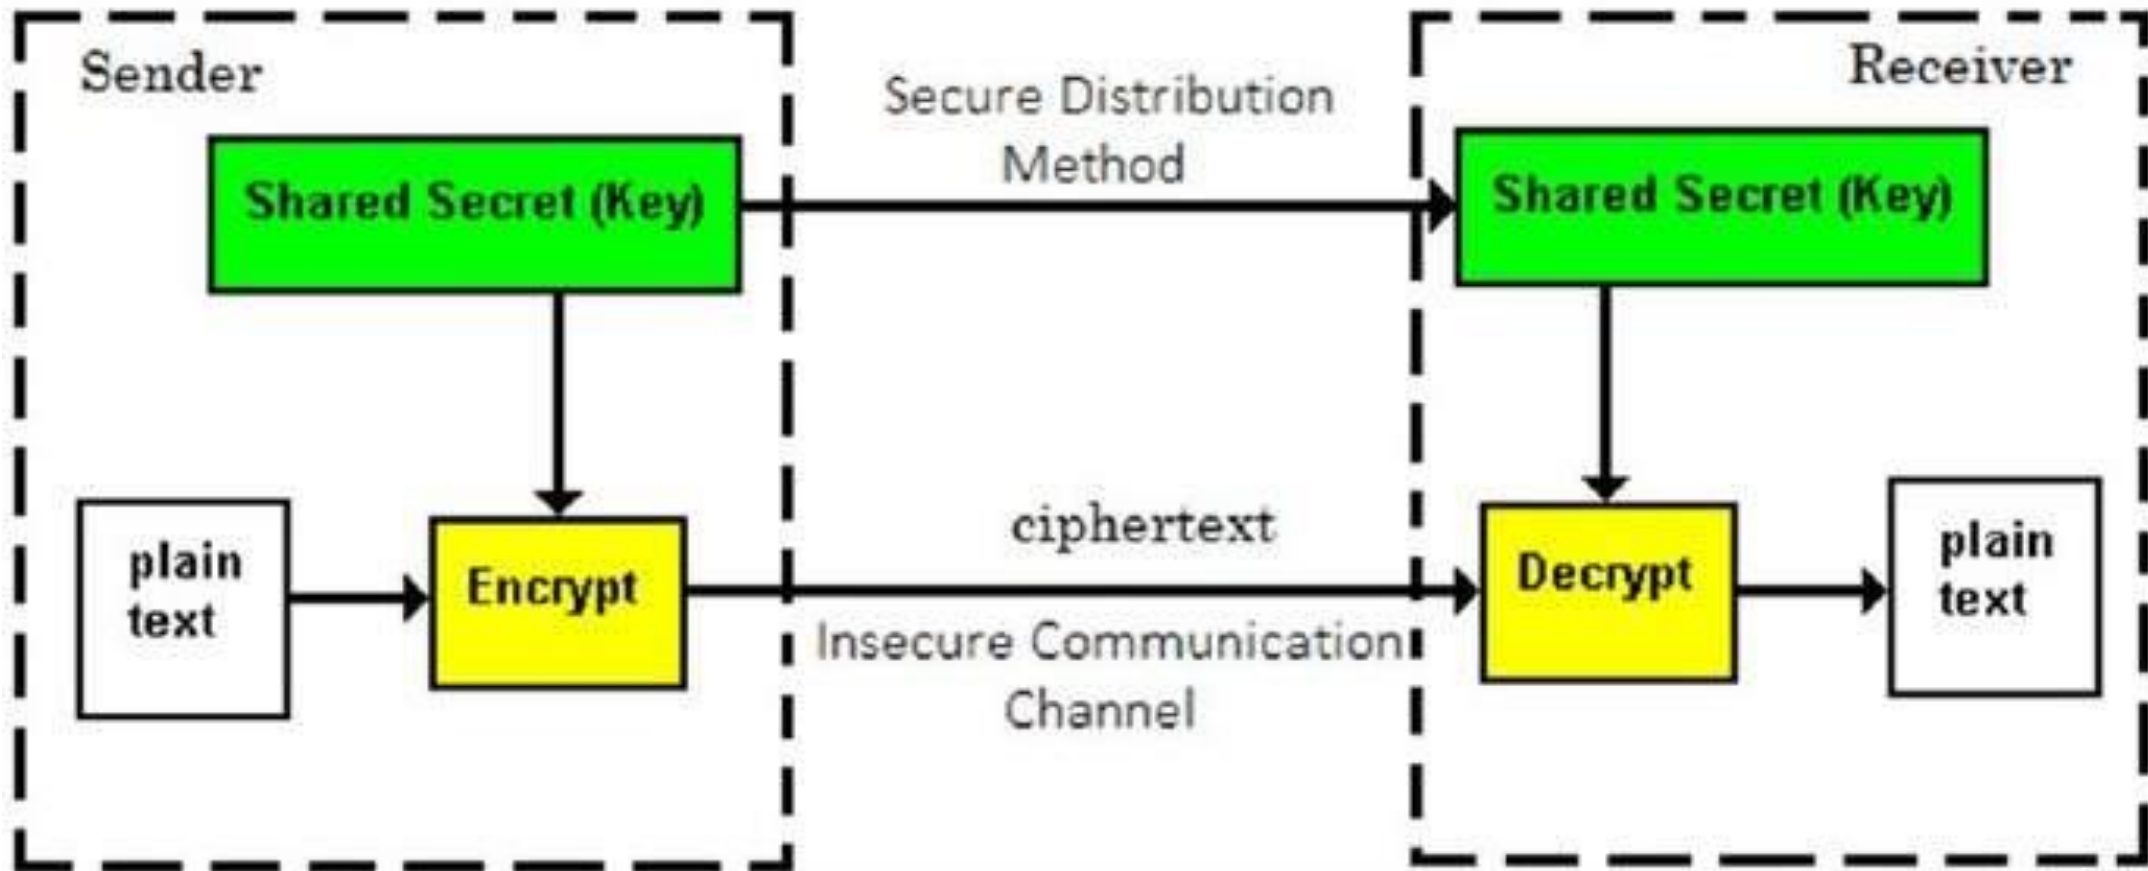 Sender
Secure Distribution
Method
Receiver
Shared Secret (Key)
Shared Secret (Key)
plain
text
Encrypt
ciphertext
Insecure Communication
Channel
Decrypt
plain
text